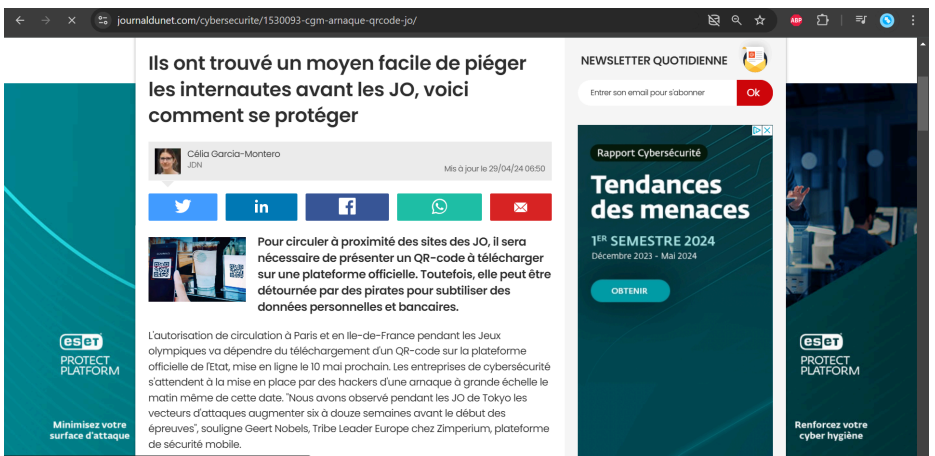 journaldunet.com/cybersecurite/1530093-cgm-arnaque-qrcode-jo/
ABP
Ils ont trouvé un moyen facile de piéger
les internautes avant les JO, voici
comment se protéger
Célia Garcia-Montero
JDN
Mis à jour le 29/04/24 06:50
in
Pour circuler à proximité des sites des JO, il sera
nécessaire de présenter un QR-code à télécharger
sur une plateforme officielle. Toutefois, elle peut être
détournée par des pirates pour subtiliser des
données personnelles et bancaires.
L'autorisation de circulation à Paris et en Ile-de-France pendant les Jeux
olympiques va dépendre du téléchargement d'un QR-code sur la plateforme
officielle de l'Etat, mise en ligne le 10 mai prochain. Les entreprises de cybersécurité
s'attendent à la mise en place par des hackers d'une arnaque à grande échelle le
matin même de cette date. "Nous avons observé pendant les JO de Tokyo les
vecteurs d'attaques augmenter six à douze semaines avant le début des
épreuves", souligne Geert Nobels, Tribe Leader Europe chez Zimperium, plateforme
de sécurité mobile.
NEWSLETTER QUOTIDIENNE
Entrer son email pour s'abonner
Ok
Rapport Cybersécurité
Tendances
des menaces
1ER SEMESTRE 2024
Décembre 2023 - Mai 2024
OBTENIR
eset
PROTECT
PLATFORM
Minimisez votre
surface d'attaque
eset
PROTECT
PLATFORM
Renforcez votre
cyber hygiène